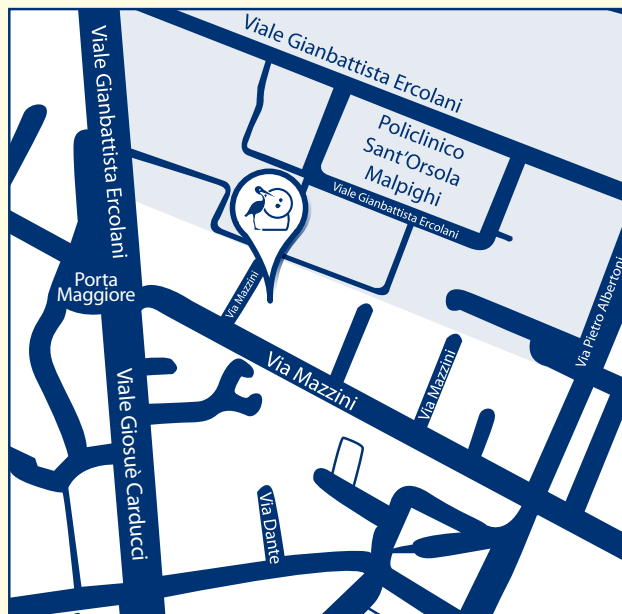 Viale Gianbattista Ercolani
Viale Gianbattista Ercolani
Policlinico
Sant'Orsola
Malpighi
Viale Gianbattista Ercolani
Via Pietro Albertoni
Via Mazzini
Porta
Maggiore
Via Mazzini
Via Mazzini
Viale Giosuè Carducci
Via Dante